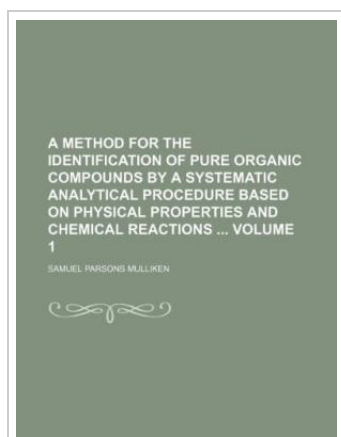 A METHOD FOR THE
IDENTIFICATION OF PURE ORGANIC
COMPOUNDS BY A SYSTEMATIC
ANALYTICAL PROCEDURE BASED
ON PHYSICAL PROPERTIES AND
CHEMICAL REACTIONS ... VOLUME
1
SAMUEL PARSONS MULLIKEN